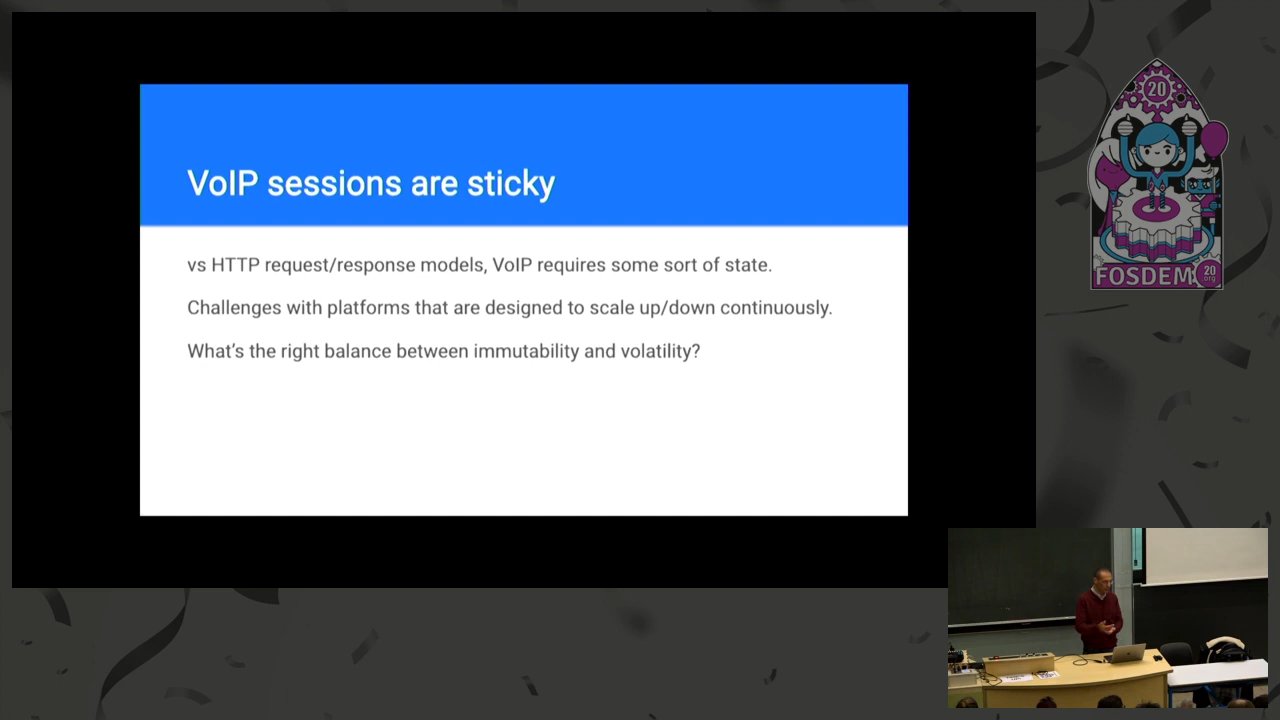 VoIP sessions are sticky
vs HTTP request/response models, VoIP requires some sort of state.
Challenges with platforms that are designed to scale up/down continuously.
What's the right balance between immutability and volatility?
20
FOSDEM
20
.org